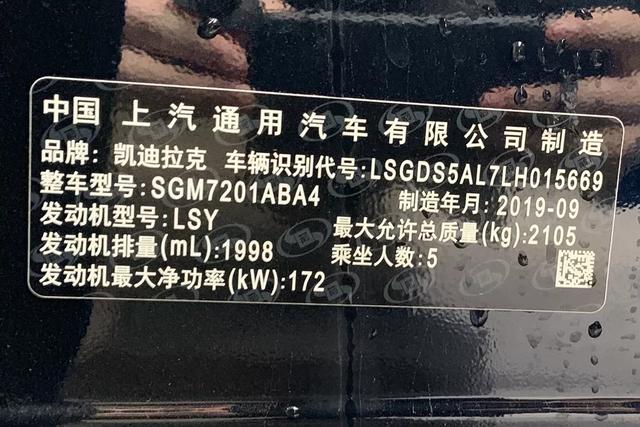 中国 上汽通用汽车有限公司制造
品牌: 凯迪拉克 车辆识别代号:LSGDS5AL7LH015669
整车型号:SGM7201ABA4 制造年月: 2019-09
发动机型号:LSY 最大允许总质量(kg):2105
发动机排量(mL):1998 乘坐人数:5
发动机最大净功率(kW):172